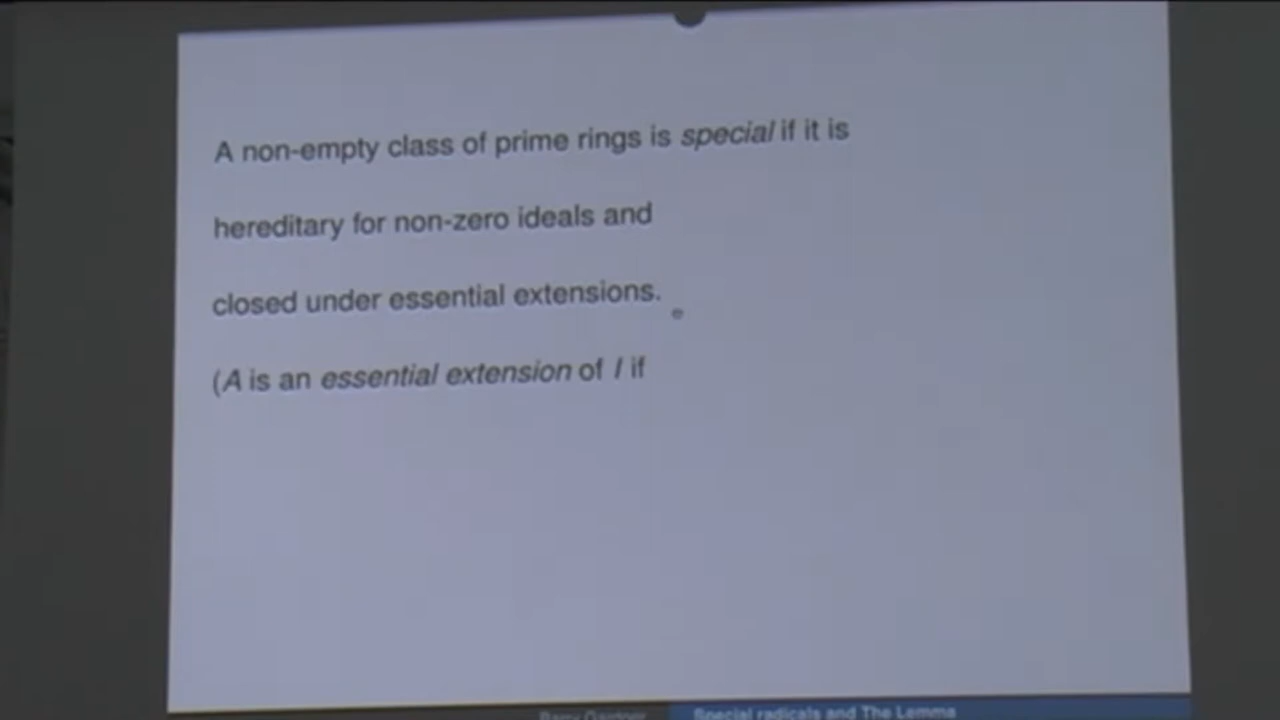 A non-empty class of prime rings is special if it is
hereditary for non-zero ideals and
closed under essential extensions.
(A is an essential extension of I if
Special radicals and The Lemma